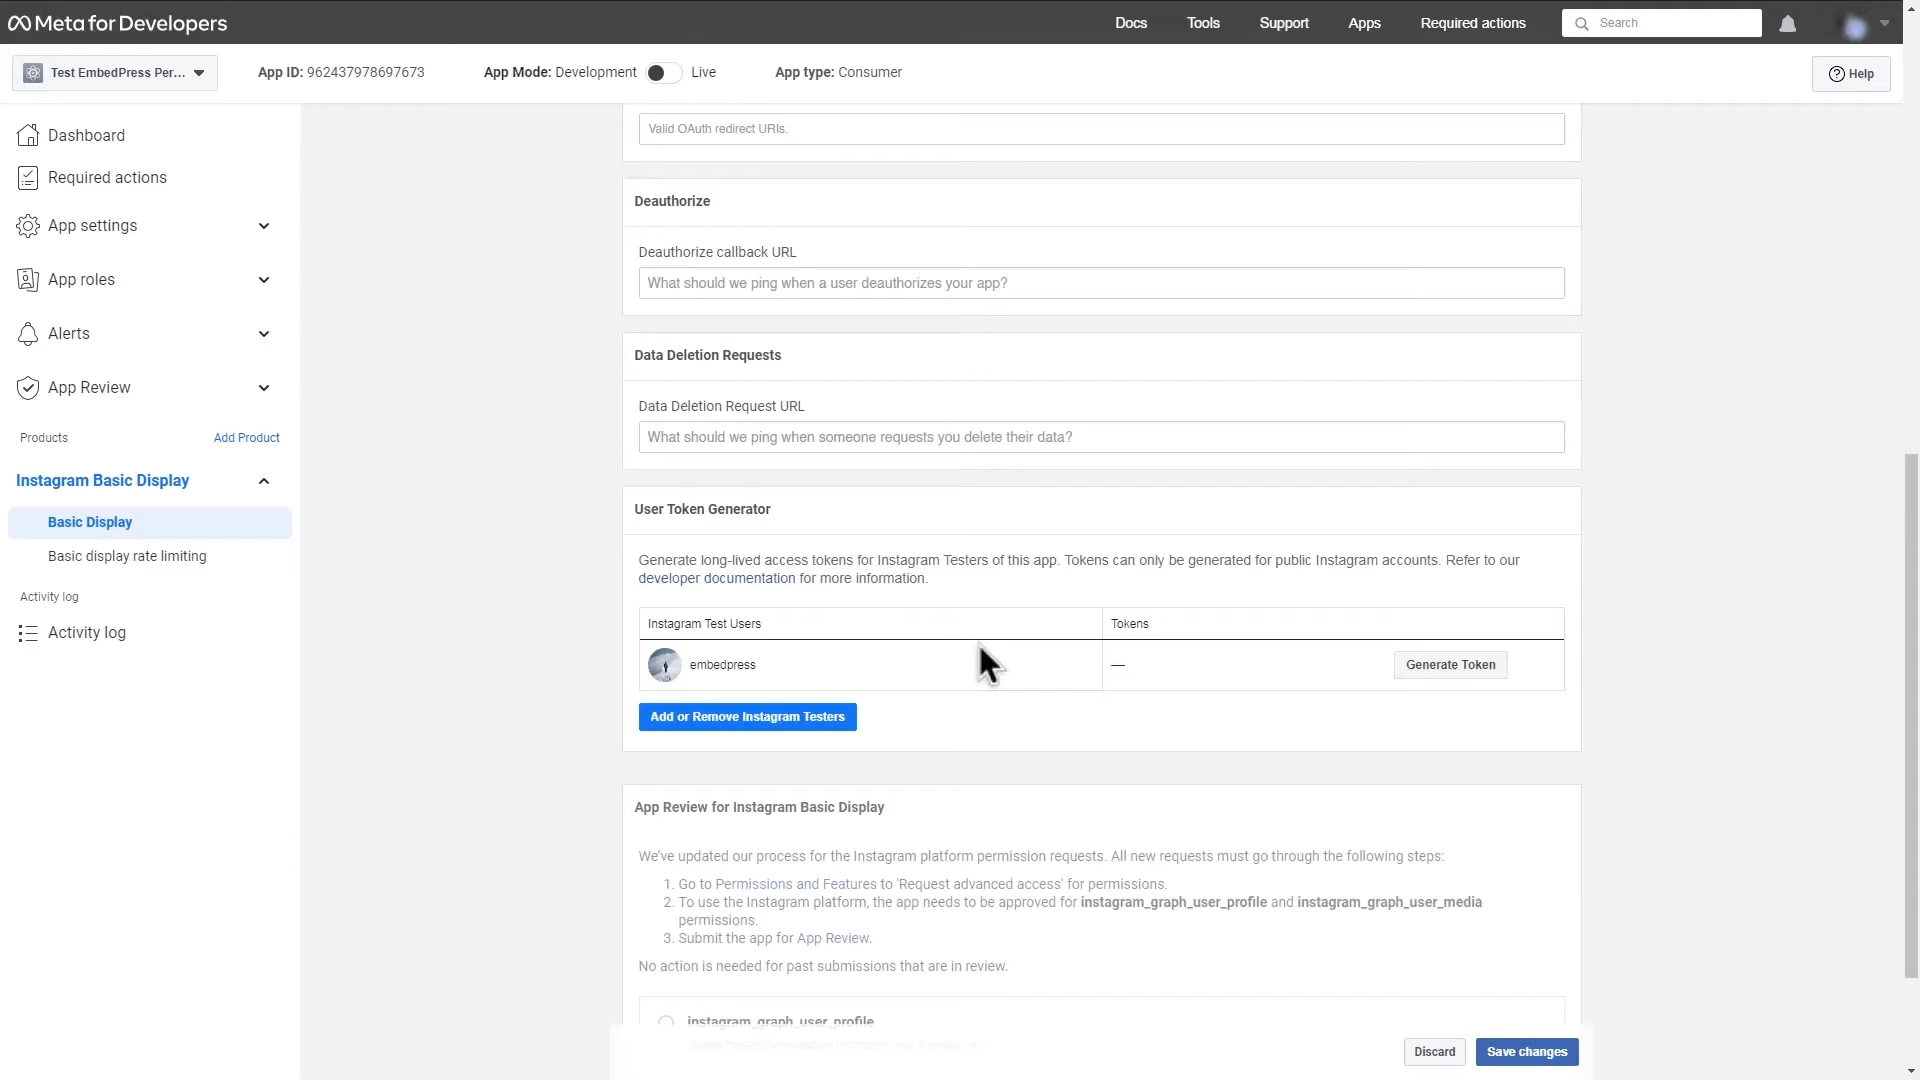 Meta for Developers
Docs
Tools
Support
Apps
Required actions
Search
Test EmbedPress Per...
App ID: 962437978697673
App Mode: Development
Live
App type: Consumer
Help
Dashboard
Required actions
App settings
App roles
Alerts
App Review
Products
Add Product
Instagram Basic Display
Basic Display
Basic display rate limiting
Activity log
Activity log
Valid OAuth redirect URIs.
Deauthorize
Deauthorize callback URL
What should we ping when a user deauthorizes your app?
Data Deletion Requests
Data Deletion Request URL
What should we ping when someone requests you delete their data?
User Token Generator
Generate long-lived access tokens for Instagram Testers of this app. Tokens can only be generated for public Instagram accounts. Refer to our
developer documentation for more information.
Instagram Test Users
Tokens
embedpress
—
Generate Token
Add or Remove Instagram Testers
App Review for Instagram Basic Display
We've updated our process for the Instagram platform permission requests. All new requests must go through the following steps:
1. Go to Permissions and Features to 'Request advanced access' for permissions.
2. To use the Instagram platform, the app needs to be approved for instagram_graph_user_profile and instagram_graph_user_media
permissions.
3. Submit the app for App Review.
No action is needed for past submissions that are in review.
instagram_graph_user_profile
Discard
Save changes